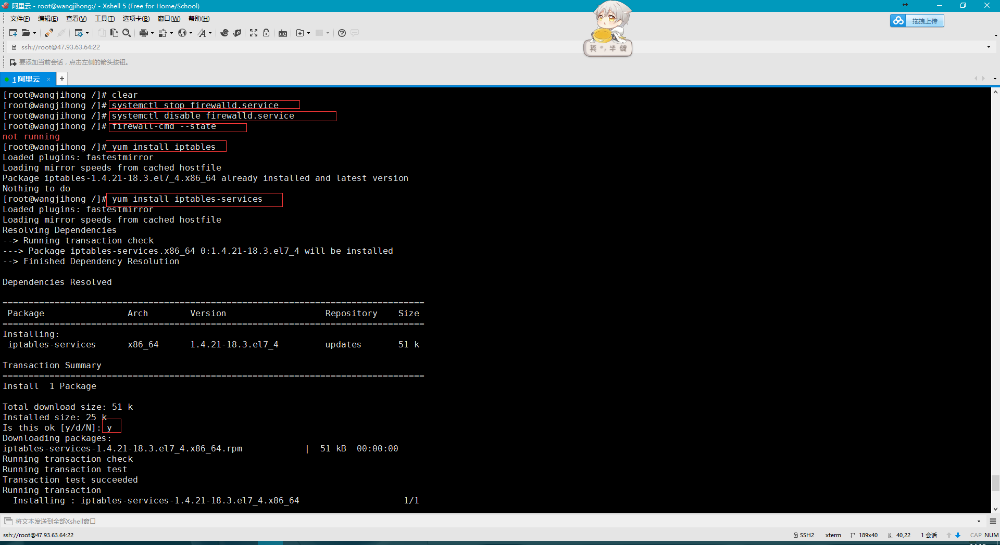 阿里云 - root@wangjihong:/ - Xshell 5 (Free for Home/School)
文件(F) 编辑(E) 查看(V) 工具(T) 选项卡(B) 窗口(W) 帮助(H)
拖拽上传
英 °, 半 键
ssh://root@47.93.63.64:22
要添加当前会话，点击左侧的箭头按钮。
1 阿里云 × +
[root@wangjihong /]# clear
[root@wangjihong /]# systemctl stop firewalld.service
[root@wangjihong /]# systemctl disable firewalld.service
[root@wangjihong /]# firewall-cmd --state
not running
[root@wangjihong /]# yum install iptables
Loaded plugins: fastestmirror
Loading mirror speeds from cached hostfile
Package iptables-1.4.21-18.3.el7_4.x86_64 already installed and latest version
Nothing to do
[root@wangjihong /]# yum install iptables-services
Loaded plugins: fastestmirror
Loading mirror speeds from cached hostfile
Resolving Dependencies
--> Running transaction check
---> Package iptables-services.x86_64 0:1.4.21-18.3.el7_4 will be installed
--> Finished Dependency Resolution
Dependencies Resolved
=================================================================================
Package Arch Version Repository Size
=================================================================================
Installing:
iptables-services x86_64 1.4.21-18.3.el7_4 updates 51 k
Transaction Summary
=================================================================================
Install 1 Package
Total download size: 51 k
Installed size: 25 k
Is this ok [y/d/N]: y
Downloading packages:
iptables-services-1.4.21-18.3.el7_4.x86_64.rpm | 51 kB 00:00:00
Running transaction check
Running transaction test
Transaction test succeeded
Running transaction
Installing : iptables-services-1.4.21-18.3.el7_4.x86_64 1/1
将文本发送到全部Xshell窗口
ssh://root@47.93.63.64:22 SSH2 xterm 189x40 40,22 1 会话 CAP NUM